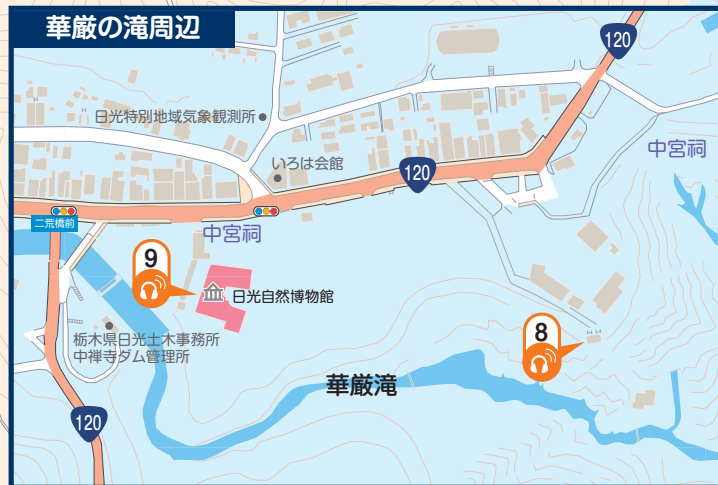 華厳の滝周辺
120
日光特別地域気象観測所
中宮祠
いろは会館
120
二荒橋前
中宮祠
9
日光自然博物館
栃木県日光土木事務所
中禅寺ダム管理所
8
華厳滝
120